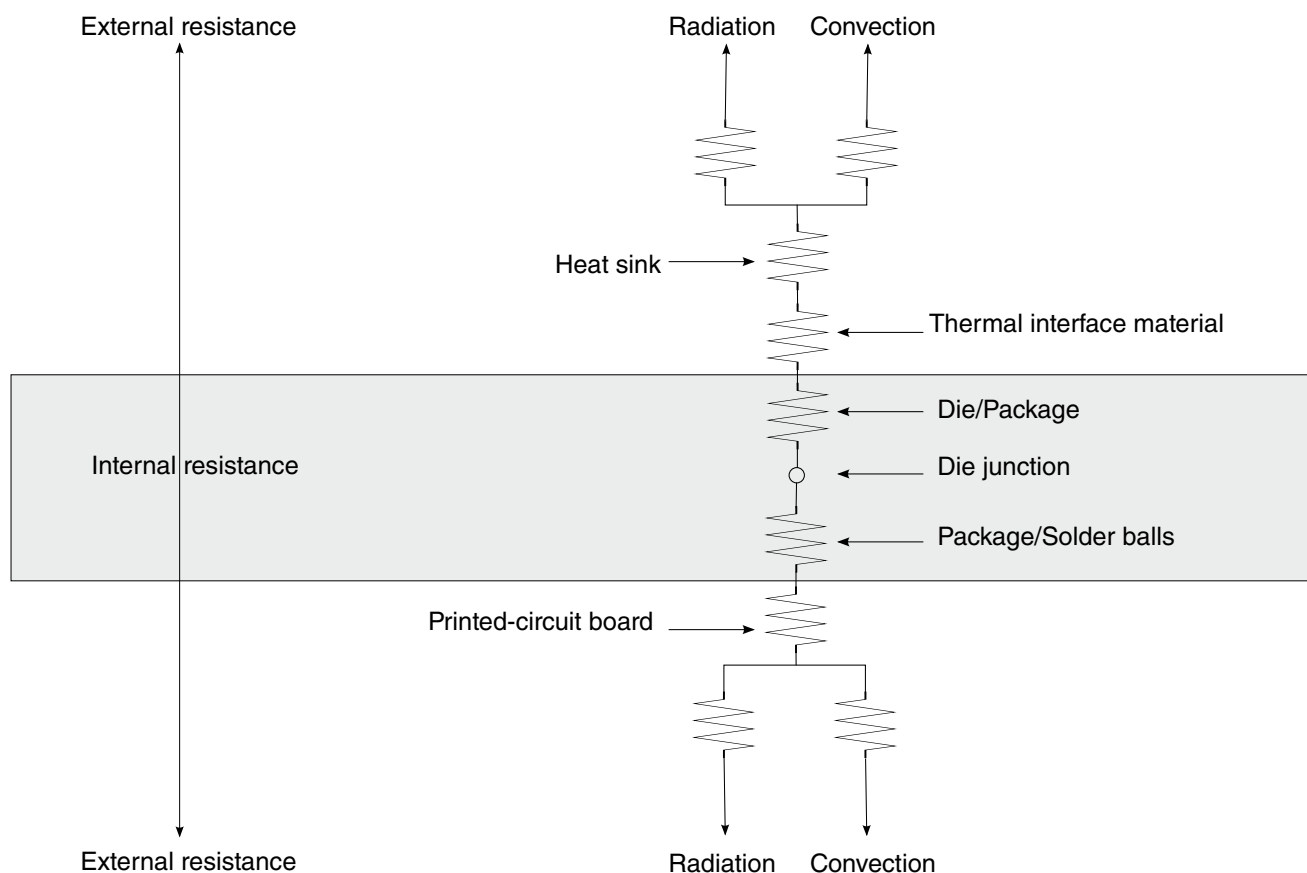 External resistance
Radiation
Convection
Heat sink
Thermal interface material
Die/Package
Internal resistance
Die junction
Package/Solder balls
Printed-circuit board
External resistance
Radiation
Convection